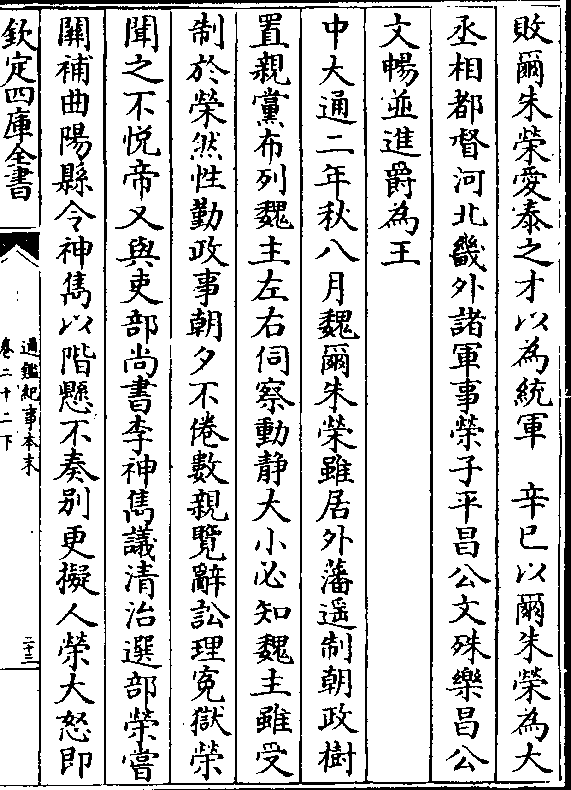 敗爾朱榮愛泰之才以為統軍　辛巳以爾朱榮為大
丞相都督河北畿外諸軍事榮子平昌公文殊樂昌公
文暢並進爵為王
中大通二年秋八月魏爾朱榮雖居外藩遥制朝政樹
置親黨布列魏主左右伺察動静大小必知魏主雖受
制於榮然性勤政事朝夕不倦數親覽辭訟理寃獄榮
聞之不悦帝又與吏部尚書李神雋議清治選部榮嘗
闗補曲陽縣令神雋以階懸不奏别更擬人榮大怒即
欽定四庫全書
通鑑紀事本末
卷二十二下
二十三